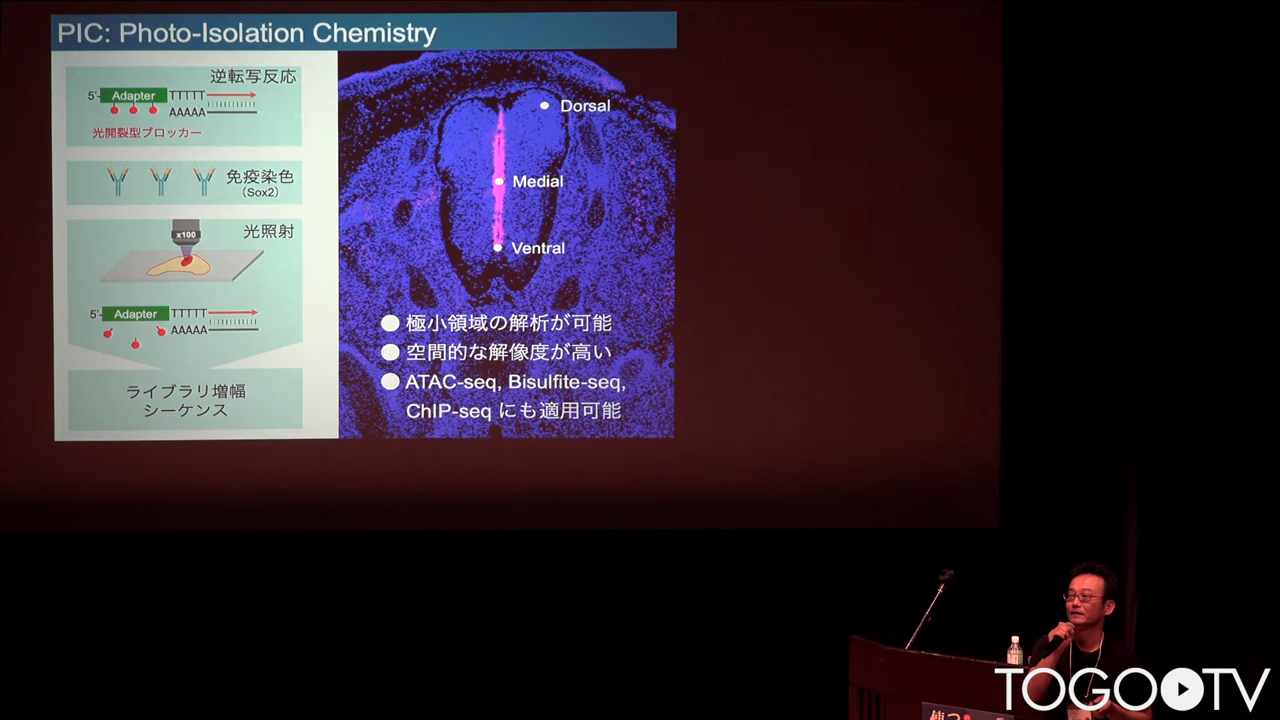 PIC: Photo-Isolation Chemistry
逆転写反応
5'- Adapter TTTTT
AAAAA
光開裂型ブロッカー
免疫染色
(Sox2)
光照射
x100
5'- Adapter TTTTT
AAAAA
ライブラリ増幅
シーケンス
Dorsal
Medial
Ventral
極小領域の解析が可能
空間的な解像度が高い
ATAC-seq, Bisulfite-seq,
ChIP-seq にも適用可能
使つ
TOGOTV